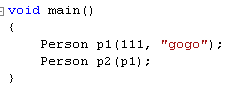 void main()
{
    Person p1(111, "gogo");
    Person p2(p1);
}